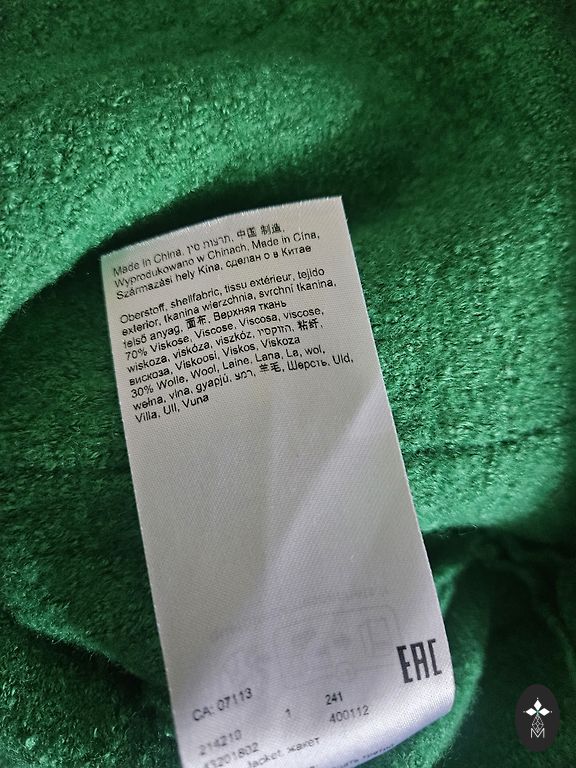 Made in China, תוצרת סין, 中国 制造,
Wyprodukowano w Chinach, Made in Cina,
Származási hely Kína, сделан о в Китае
Oberstoff, shellfabric, tissu extérieur, tejido
exterior, tkanina wierzchnia, svrchní tkanina,
felső anyag, 面布, Верхняя ткань
70% Viskose, Viscose, Viscosa, viscose,
wiskoza, viskóza, viszkóz, 粘纤,
вискоза, Viskoosi, Viskos, Viskoza
30% Wolle, Wool, Laine, Lana, La, wol,
wełna, vlna, gyapjú, צמר, 羊毛, Шерсть, Uld,
Villa, Ull, Vuna
EAC
CA: 07113
1 241
214210 400112
43201802
Jacket, жакет
M